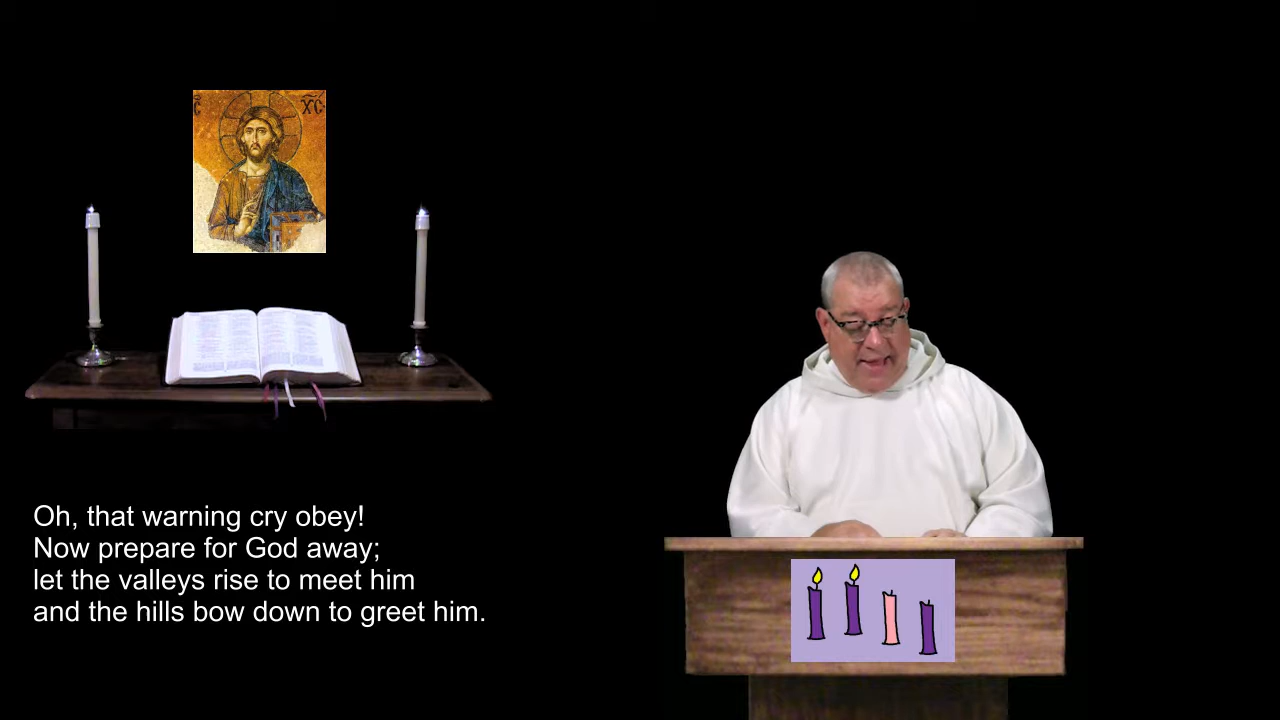 XC
Oh, that warning cry obey!
Now prepare for God away;
let the valleys rise to meet him
and the hills bow down to greet him.